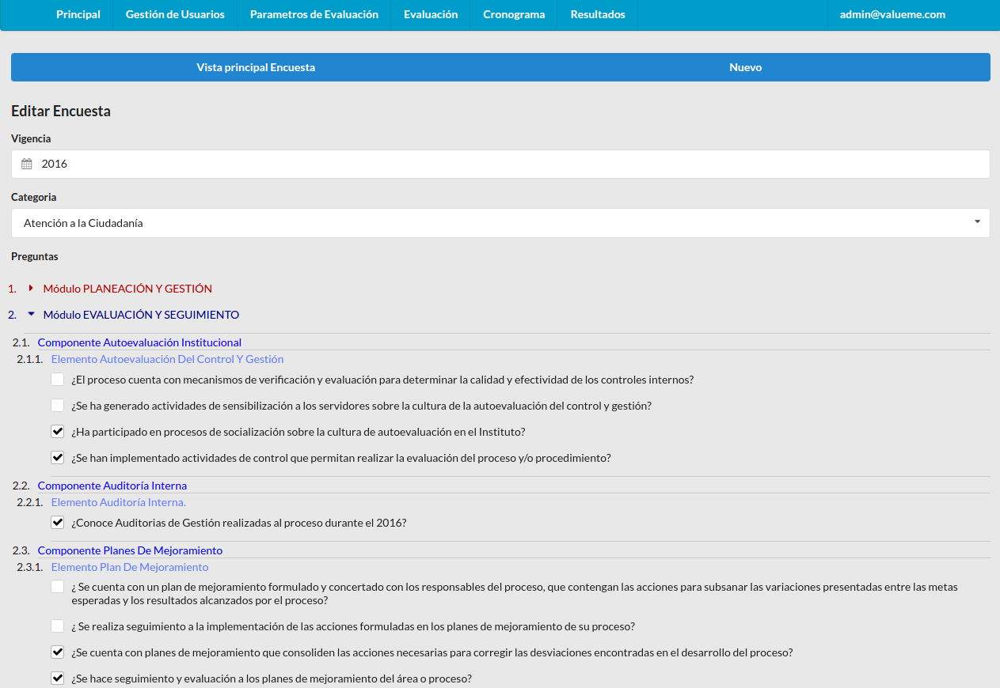 Principal Gestión de Usuarios Parametros de Evaluación Evaluación Cronograma Resultados admin@valueme.com
Vista principal Encuesta Nuevo
Editar Encuesta
Vigencia
2016
Categoria
Atención a la Ciudadanía
Preguntas
1. Módulo PLANEACIÓN Y GESTIÓN
2. Módulo EVALUACIÓN Y SEGUIMIENTO
2.1. Componente Autoevaluación Institucional
2.1.1. Elemento Autoevaluación Del Control Y Gestión
¿El proceso cuenta con mecanismos de verificación y evaluación para determinar la calidad y efectividad de los controles internos?
¿Se ha generado actividades de sensibilización a los servidores sobre la cultura de la autoevaluación del control y gestión?
¿Ha participado en procesos de socialización sobre la cultura de autoevaluación en el Instituto?
¿Se han implementado actividades de control que permitan realizar la evaluación del proceso y/o procedimiento?
2.2. Componente Auditoría Interna
2.2.1. Elemento Auditoría Interna.
¿Conoce Auditorias de Gestión realizadas al proceso durante el 2016?
2.3. Componente Planes De Mejoramiento
2.3.1. Elemento Plan De Mejoramiento
¿ Se cuenta con un plan de mejoramiento formulado y concertado con los responsables del proceso, que contengan las acciones para subsanar las variaciones presentadas entre las metas
esperadas y los resultados alcanzados por el proceso?
¿ Se realiza seguimiento a la implementación de las acciones formuladas en los planes de mejoramiento de su proceso?
¿Se cuenta con planes de mejoramiento que consoliden las acciones necesarias para corregir las desviaciones encontradas en el desarrollo del proceso?
¿Se hace seguimiento y evaluación a los planes de mejoramiento del área o proceso?